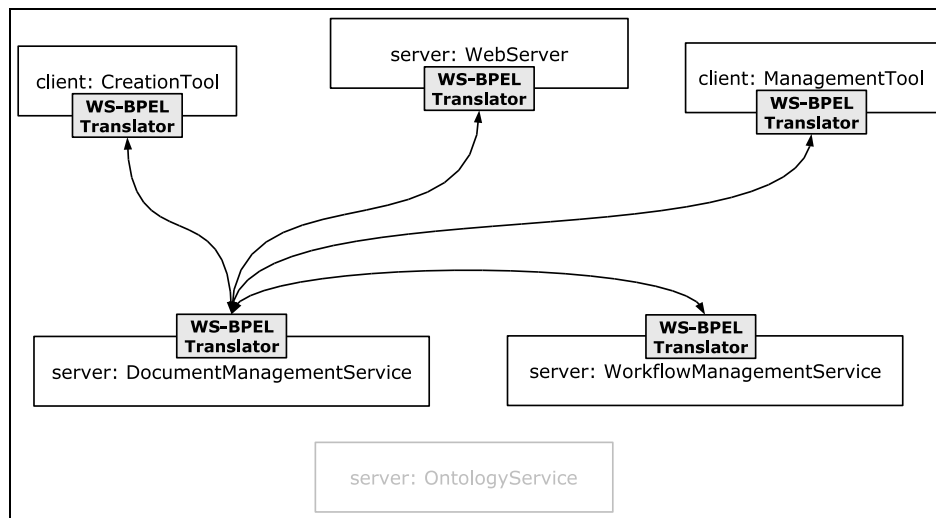 client: CreationTool
WS-BPEL
Translator
server: WebServer
WS-BPEL
Translator
client: ManagementTool
WS-BPEL
Translator
WS-BPEL
Translator
server: DocumentManagementService
WS-BPEL
Translator
server: WorkflowManagementService
server: OntologyService